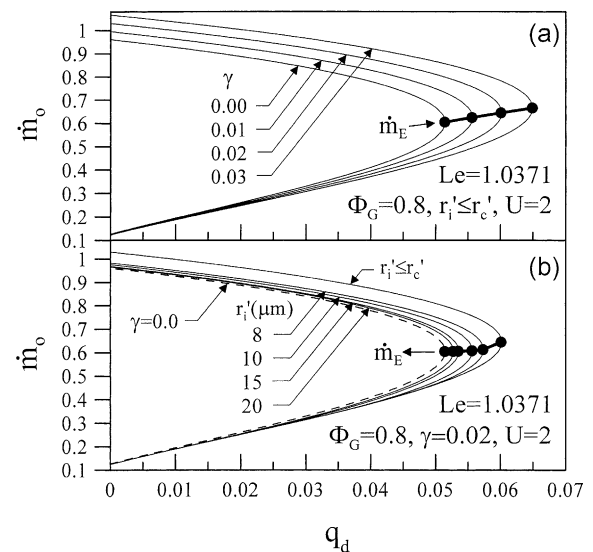 (a)
1
0.9
0.8
0.7
0.6
0.5
0.4
0.3
0.2
0.1
ṁo
γ
0.00
0.01
0.02
0.03
ṁE
Le=1.0371
ΦG=0.8, ri'≤rc', U=2
(b)
1
0.9
0.8
0.7
0.6
0.5
0.4
0.3
0.2
0.1
ṁo
ri'≤rc'
γ=0.0
ri'(μm)
8
10
15
20
ṁE
Le=1.0371
ΦG=0.8, γ=0.02, U=2
0 0.01 0.02 0.03 0.04 0.05 0.06 0.07
qd